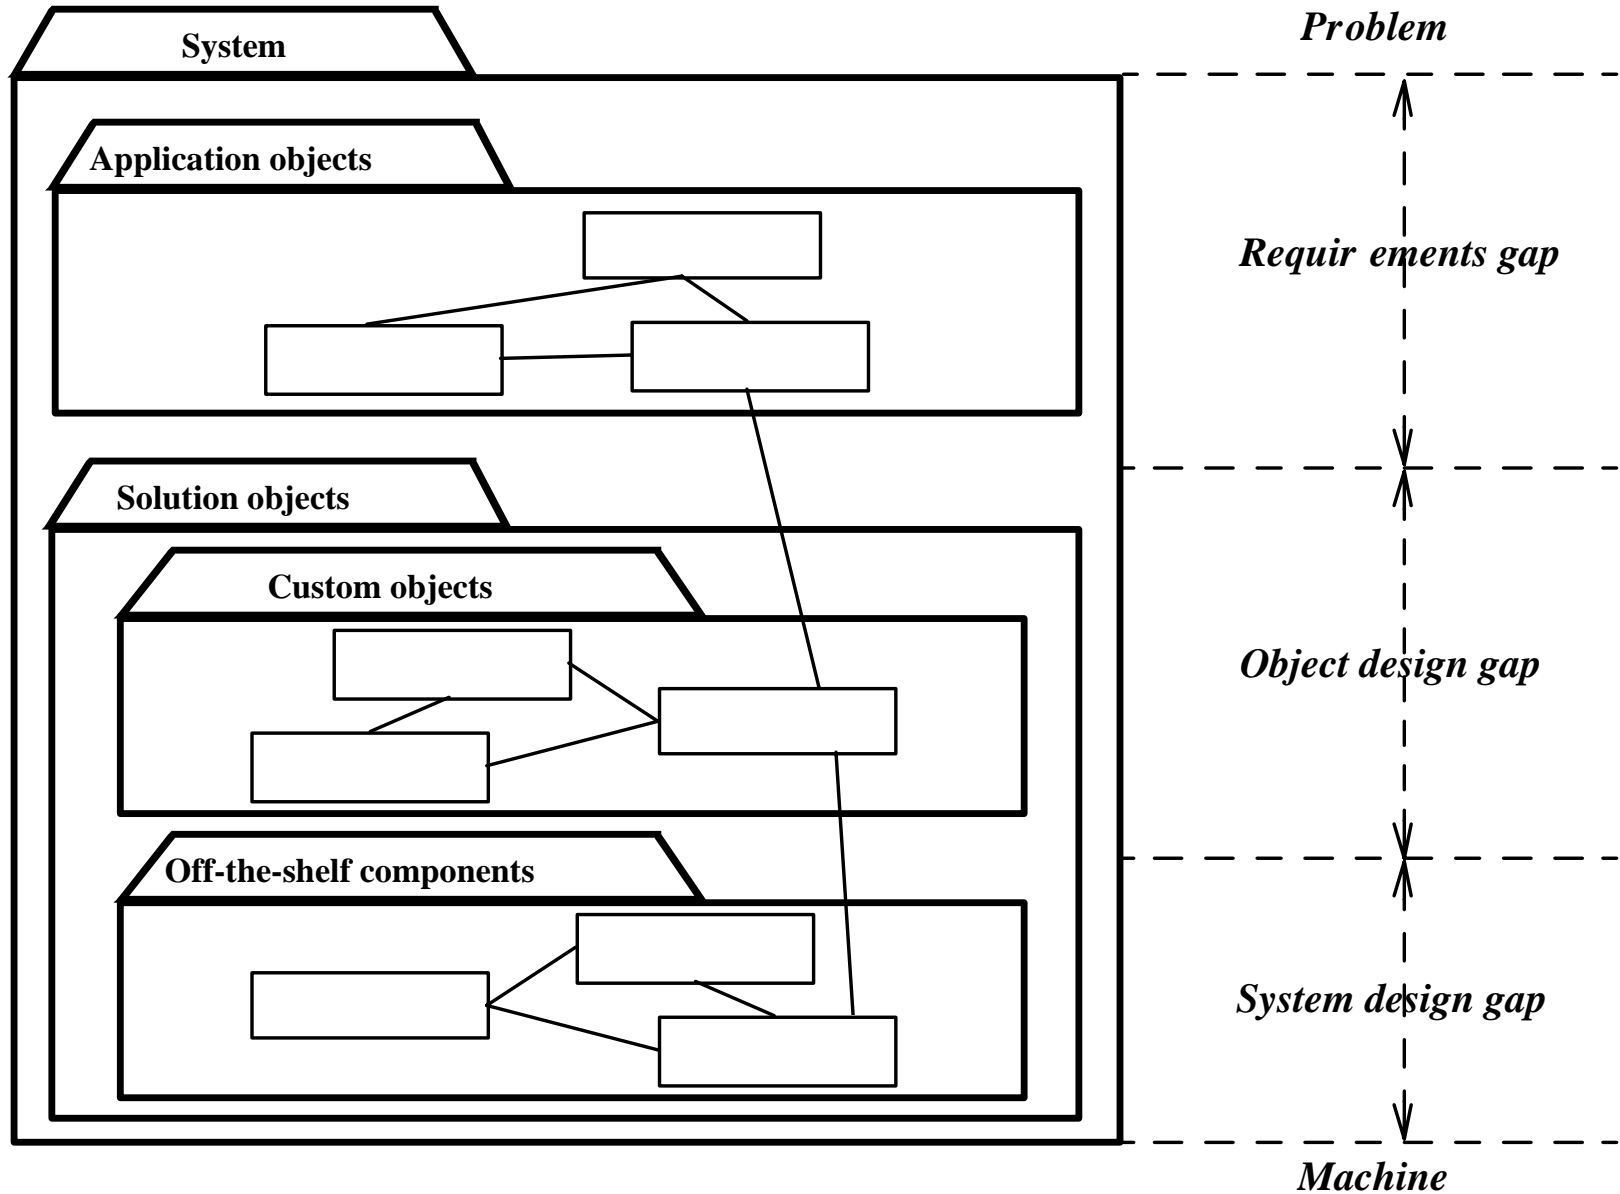 System
Problem
Application objects
Requir ements gap
Solution objects
Custom objects
Object design gap
Off-the-shelf components
System design gap
Machine